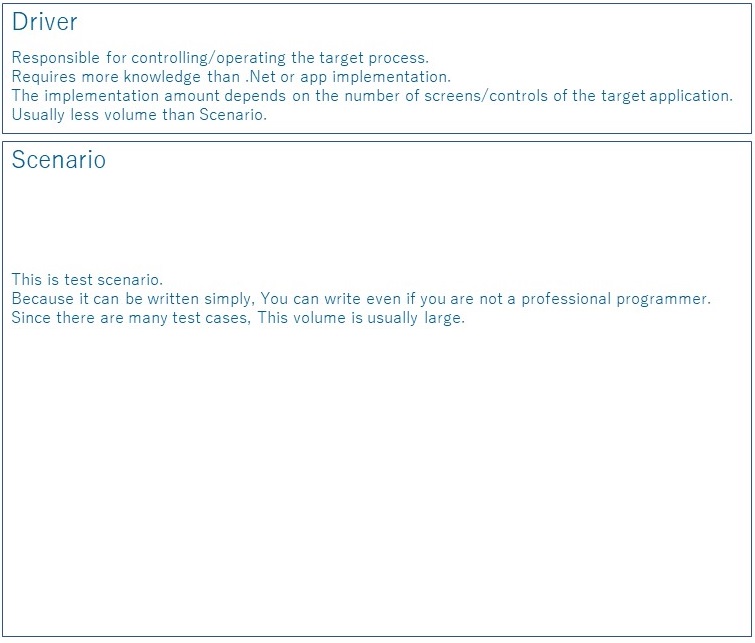 Driver
Responsible for controlling/operating the target process.
Requires more knowledge than .Net or app implementation.
The implementation amount depends on the number of screens/controls of the target application.
Usually less volume than Scenario.
Scenario
This is test scenario.
Because it can be written simply, You can write even if you are not a professional programmer.
Since there are many test cases, This volume is usually large.